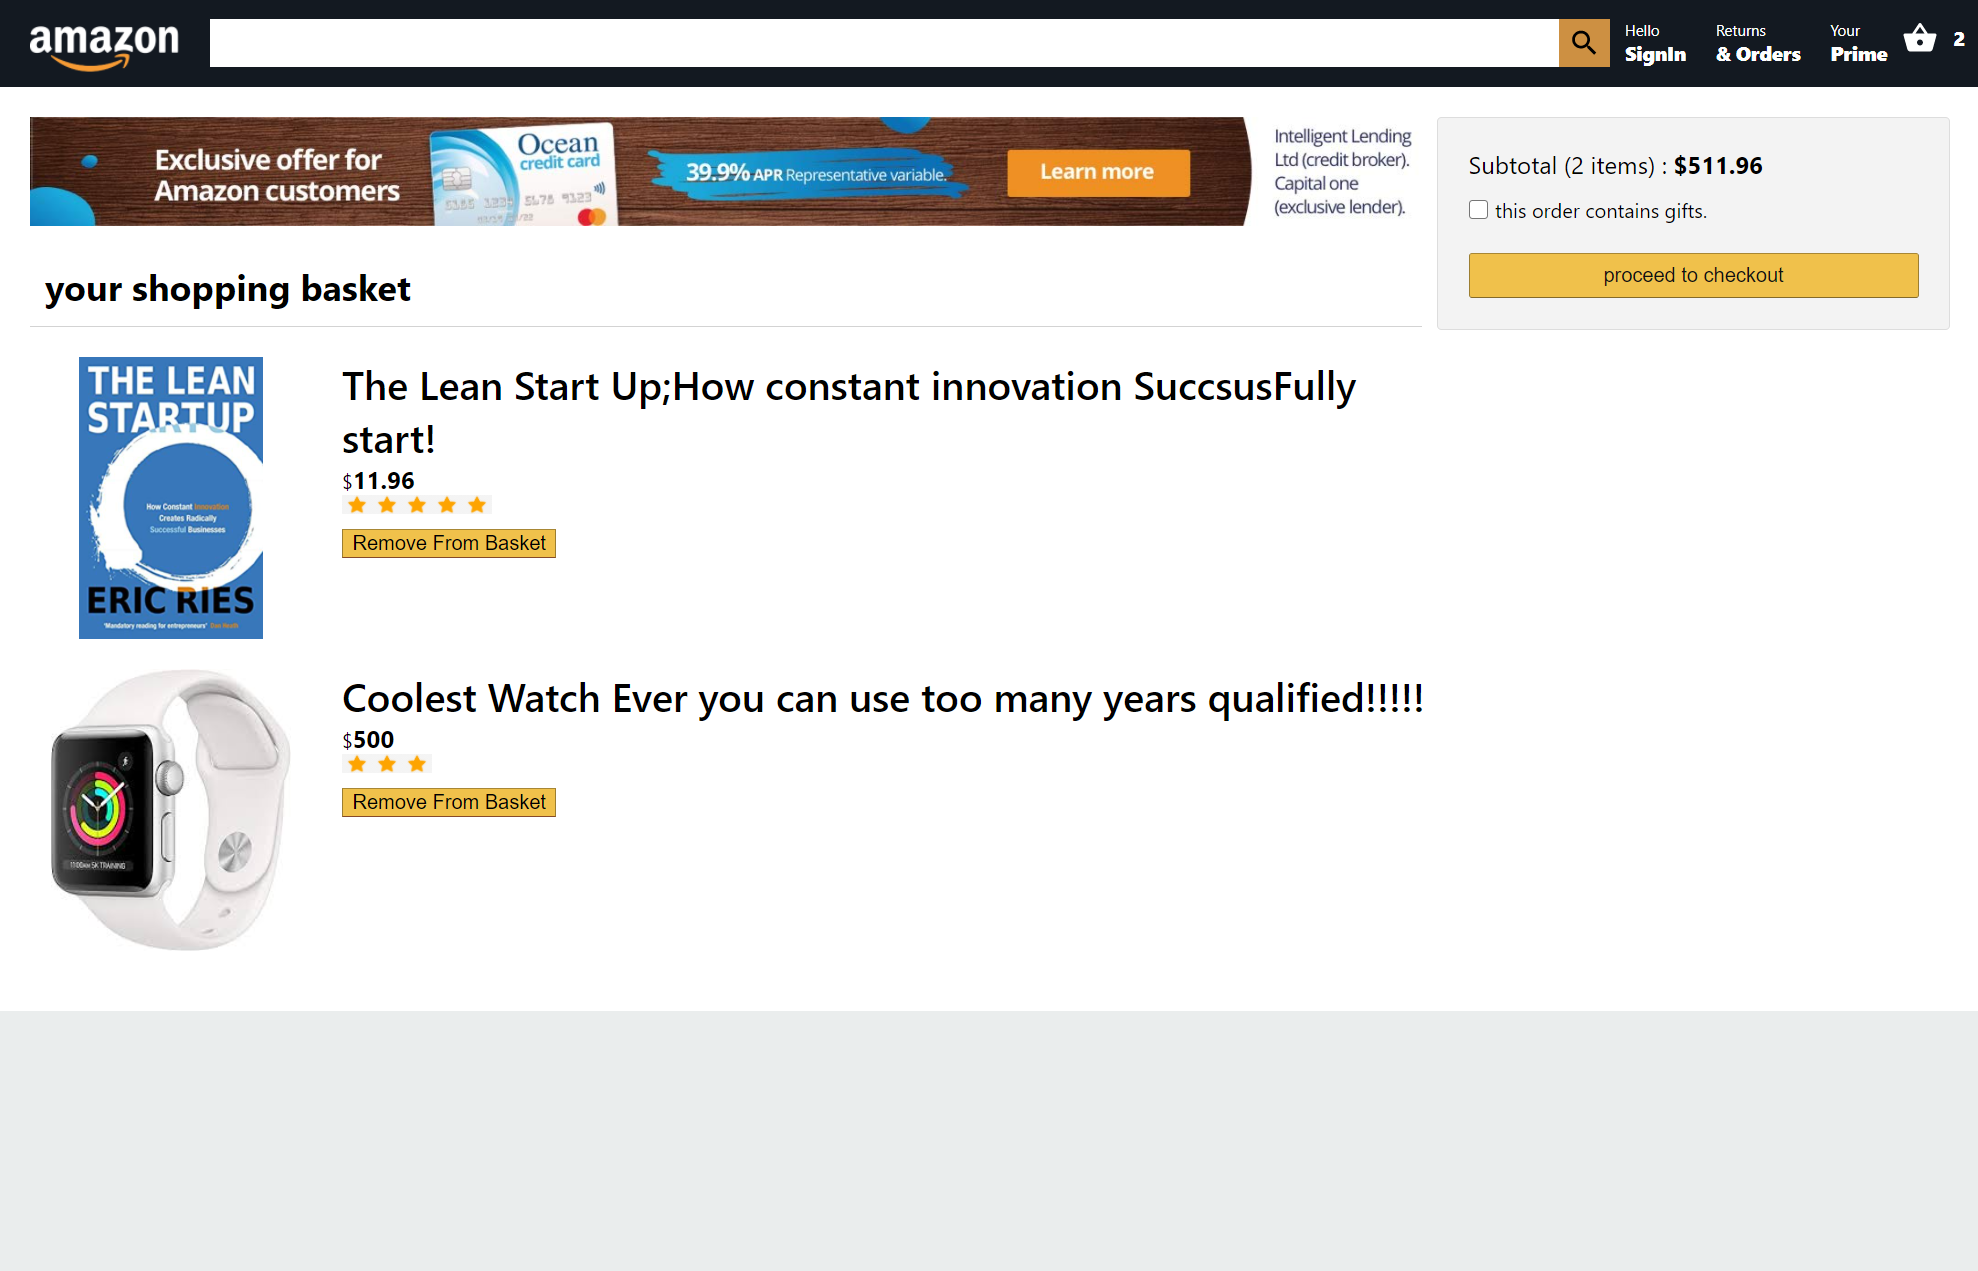 amazon
Hello
SignIn
Returns
& Orders
Your
Prime
2
Exclusive offer for
Amazon customers
Ocean
credit card
39.9% APR Representative variable.
Learn more
Intelligent Lending
Ltd (credit broker).
Capital one
(exclusive lender).
Subtotal (2 items) : $511.96
this order contains gifts.
proceed to checkout
your shopping basket
THE LEAN
STARTUP
How Constant Innovation
Creates Radically
Successful Businesses
ERIC RIES
'Mandatory reading for entrepreneurs' Dan Heath
The Lean Start Up;How constant innovation SuccsusFully
start!
$11.96
Remove From Basket
Coolest Watch Ever you can use too many years qualified!!!!!
$500
Remove From Basket
11:00AM 5K TRAINING